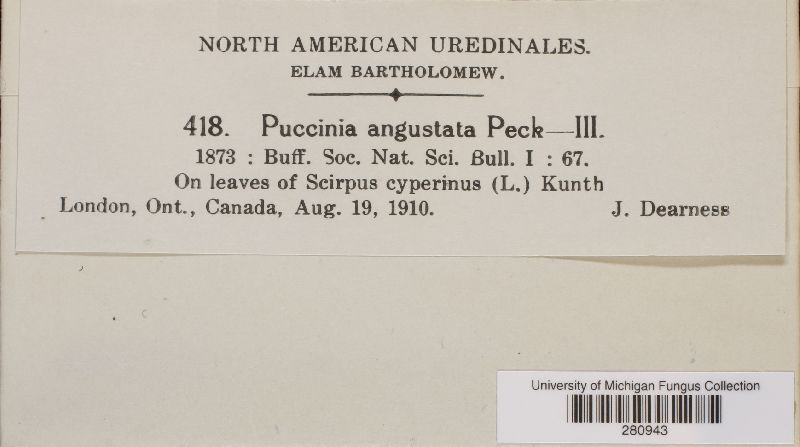 NORTH AMERICAN UREDINALES.
ELAM BARTHOLOMEW.
418. Puccinia angustata Peck—III.
1873 : Buff. Soc. Nat. Sci. Bull. I : 67.
On leaves of Scirpus cyperinus (L.) Kunth
London, Ont., Canada, Aug. 19, 1910. J. Dearness
University of Michigan Fungus Collection
280943